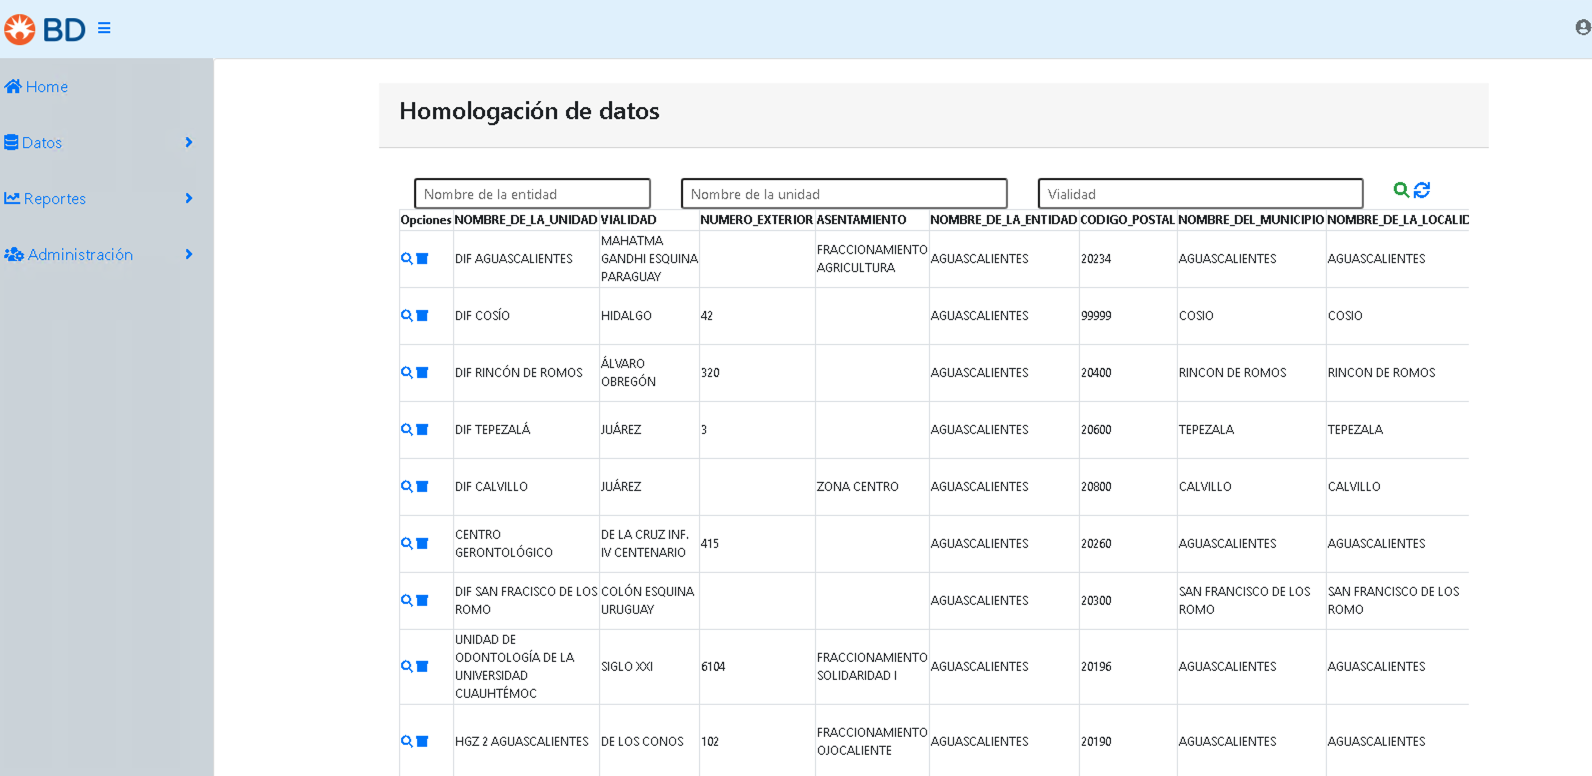 BD
Home
Datos
Reportes
Administración
Homologación de datos
Nombre de la entidad Nombre de la unidad Vialidad
Opciones NOMBRE_DE_LA_UNIDAD VIALIDAD NUMERO_EXTERIOR ASENTAMIENTO NOMBRE_DE_LA_ENTIDAD CODIGO_POSTAL NOMBRE_DEL_MUNICIPIO NOMBRE_DE_LA_LOCALID
DIF AGUASCALIENTES MAHATMA GANDHI ESQUINA PARAGUAY FRACCIONAMIENTO AGRICULTURA AGUASCALIENTES 20234 AGUASCALIENTES AGUASCALIENTES
DIF COSÍO HIDALGO 42 AGUASCALIENTES 99999 COSIO COSIO
DIF RINCÓN DE ROMOS ÁLVARO OBREGÓN 320 AGUASCALIENTES 20400 RINCON DE ROMOS RINCON DE ROMOS
DIF TEPEZALÁ JUÁREZ 3 AGUASCALIENTES 20600 TEPEZALA TEPEZALA
DIF CALVILLO JUÁREZ ZONA CENTRO AGUASCALIENTES 20800 CALVILLO CALVILLO
CENTRO GERONTOLÓGICO DE LA CRUZ INF. IV CENTENARIO 415 AGUASCALIENTES 20260 AGUASCALIENTES AGUASCALIENTES
DIF SAN FRACISCO DE LOS ROMO COLÓN ESQUINA URUGUAY AGUASCALIENTES 20300 SAN FRANCISCO DE LOS ROMO SAN FRANCISCO DE LOS ROMO
UNIDAD DE ODONTOLOGÍA DE LA UNIVERSIDAD CUAUHTÉMOC SIGLO XXI 6104 FRACCIONAMIENTO SOLIDARIDAD I AGUASCALIENTES 20196 AGUASCALIENTES AGUASCALIENTES
HGZ 2 AGUASCALIENTES DE LOS CONOS 102 FRACCIONAMIENTO OJOCALIENTE AGUASCALIENTES 20190 AGUASCALIENTES AGUASCALIENTES